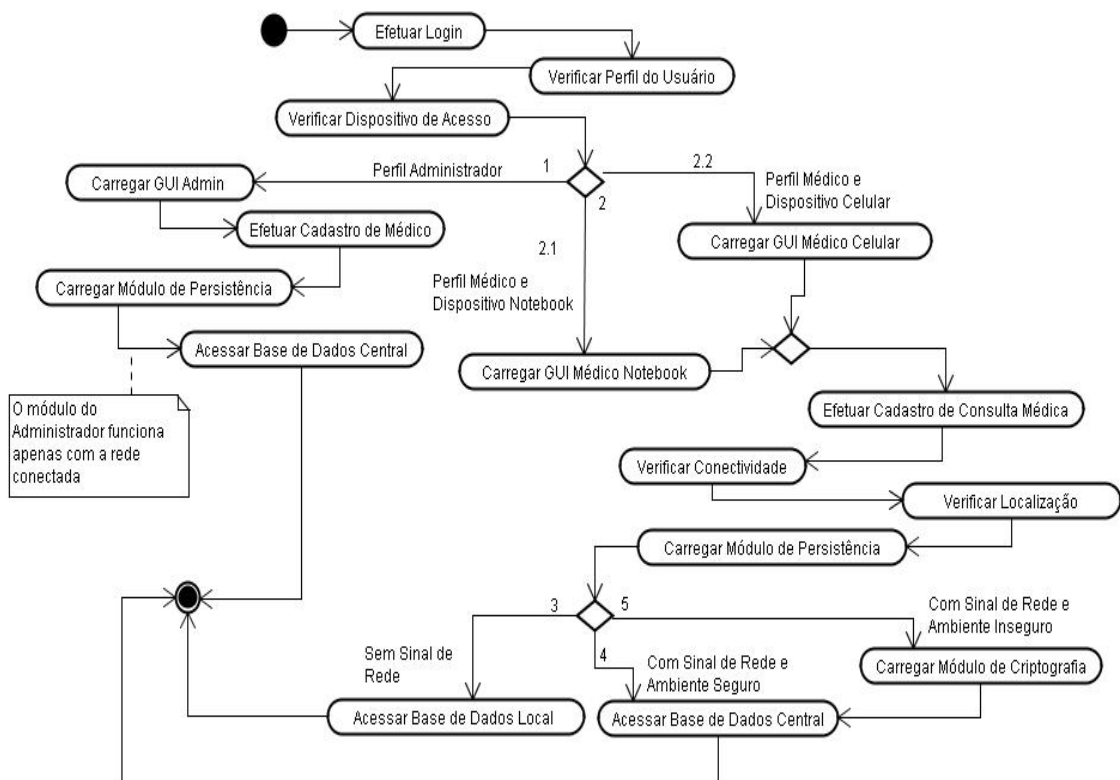 Efetuar Login
Verificar Perfil do Usuário
Verificar Dispositivo de Acesso
Perfil Administrador
1
2
2.2
Carregar GUI Admin
Perfil Médico e
Dispositivo Celular
Efetuar Cadastro de Médico
Carregar GUI Médico Celular
2.1
Perfil Médico e
Dispositivo Notebook
Carregar Módulo de Persistência
Acessar Base de Dados Central
Carregar GUI Médico Notebook
O módulo do
Administrador funciona
apenas com a rede
conectada
Efetuar Cadastro de Consulta Médica
Verificar Conectividade
Verificar Localização
Carregar Módulo de Persistência
3
5
4
Sem Sinal de
Rede
Com Sinal de Rede e
Ambiente Seguro
Com Sinal de Rede e
Ambiente Inseguro
Carregar Módulo de Criptografia
Acessar Base de Dados Local
Acessar Base de Dados Central